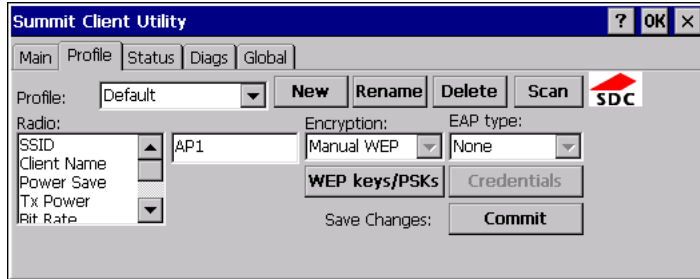 Summit Client Utility ? OK ×
Main Profile Status Diags Global
Profile: Default New Rename Delete Scan SDC
Radio: Encryption: EAP type:
SSID AP1 Manual WEP None
Client Name
Power Save WEP keys/PSKs Credentials
Tx Power
Bit Rate Save Changes: Commit